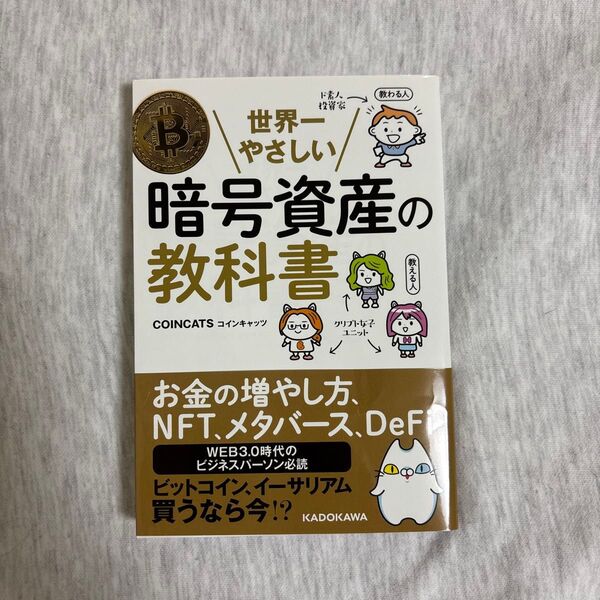 ド素人
投資家
教わる人
世界一
やさしい
暗号資産の
教科書
教える人
COINCATS コインキャッツ
クリプト女子
ユニット
お金の増やし方、
NFT、メタバース、DeFi
WEB3.0時代の
ビジネスパーソン必読
ビットコイン、イーサリアム
買うなら今!?
KADOKAWA